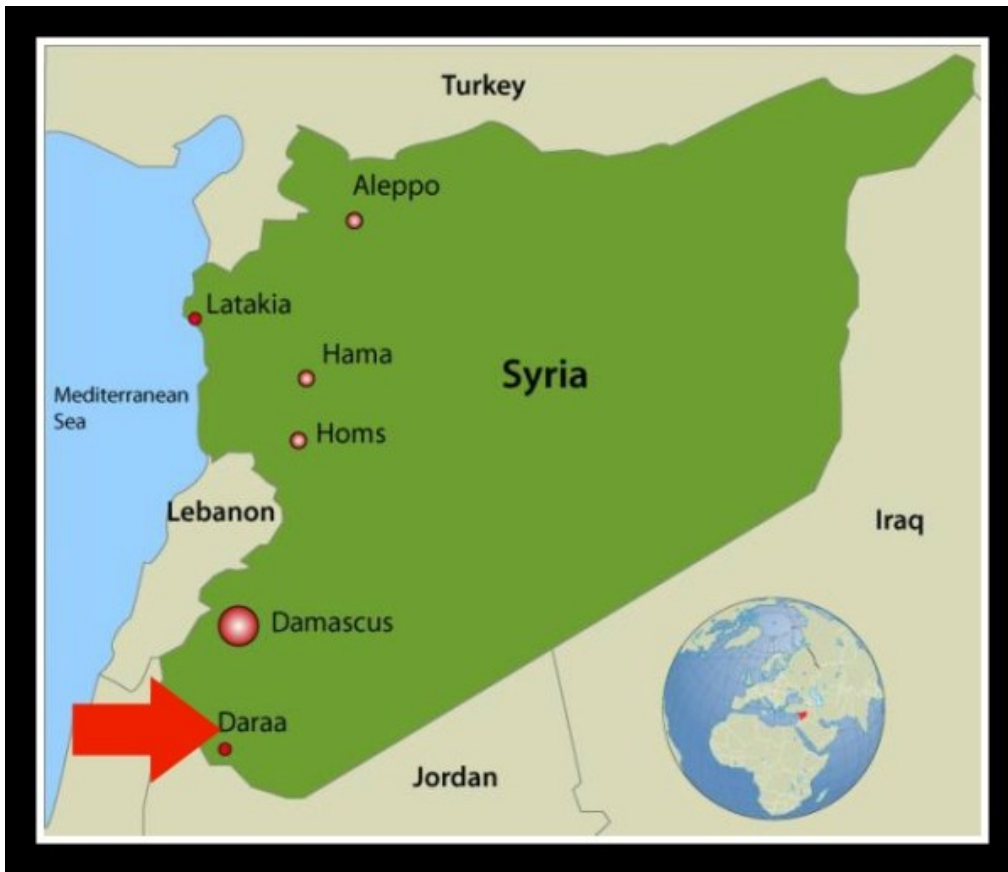 Turkey
Aleppo
Latakia
Hama
Syria
Mediterranean
Sea
Homs
Lebanon
Iraq
Damascus
Daraa
Jordan